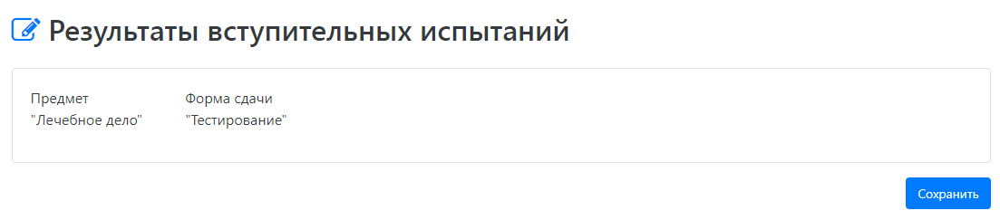 Результаты вступительных испытаний
Предмет Форма сдачи
"Лечебное дело" "Тестирование"
Сохранить